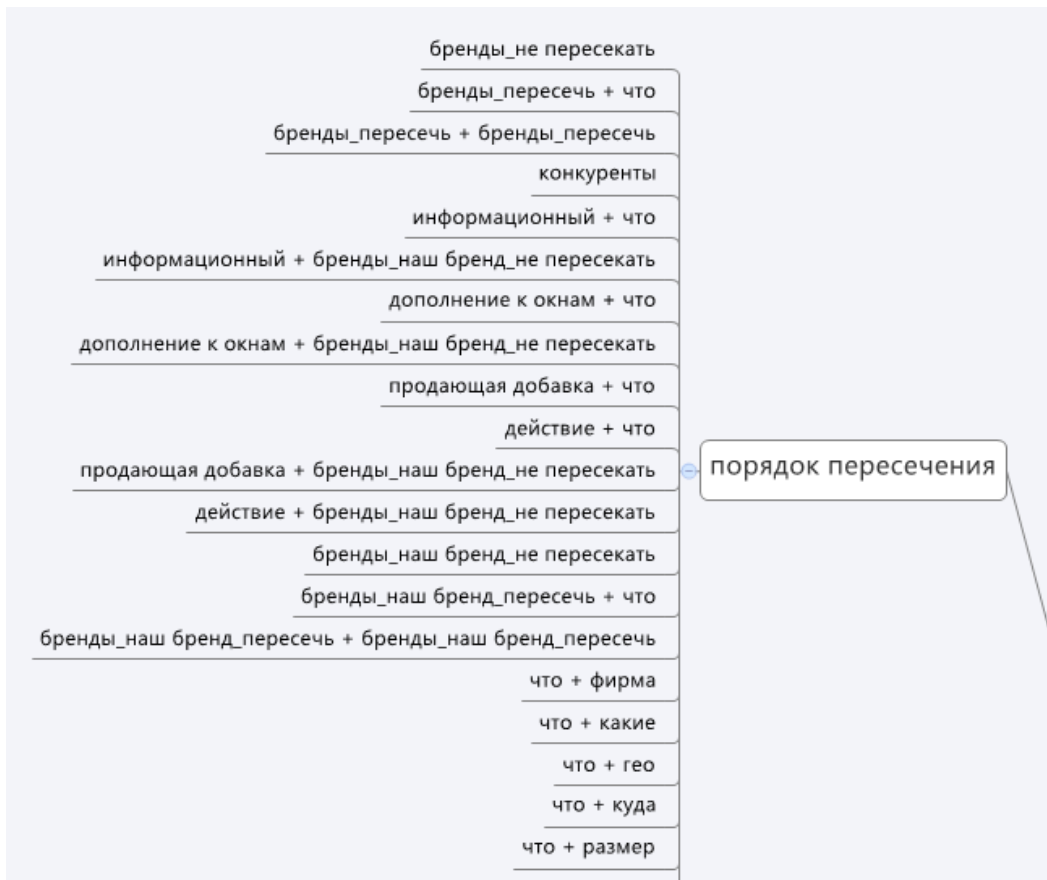 бренды_не пересекать
бренды_пересечь + что
бренды_пересечь + бренды_пересечь
конкуренты
информационный + что
информационный + бренды_наш бренд_не пересекать
дополнение к окнам + что
дополнение к окнам + бренды_наш бренд_не пересекать
продающая добавка + что
действие + что
продающая добавка + бренды_наш бренд_не пересекать
действие + бренды_наш бренд_не пересекать
бренды_наш бренд_не пересекать
бренды_наш бренд_пересечь + что
бренды_наш бренд_пересечь + бренды_наш бренд_пересечь
что + фирма
что + какие
что + гео
что + куда
что + размер
порядок пересечения